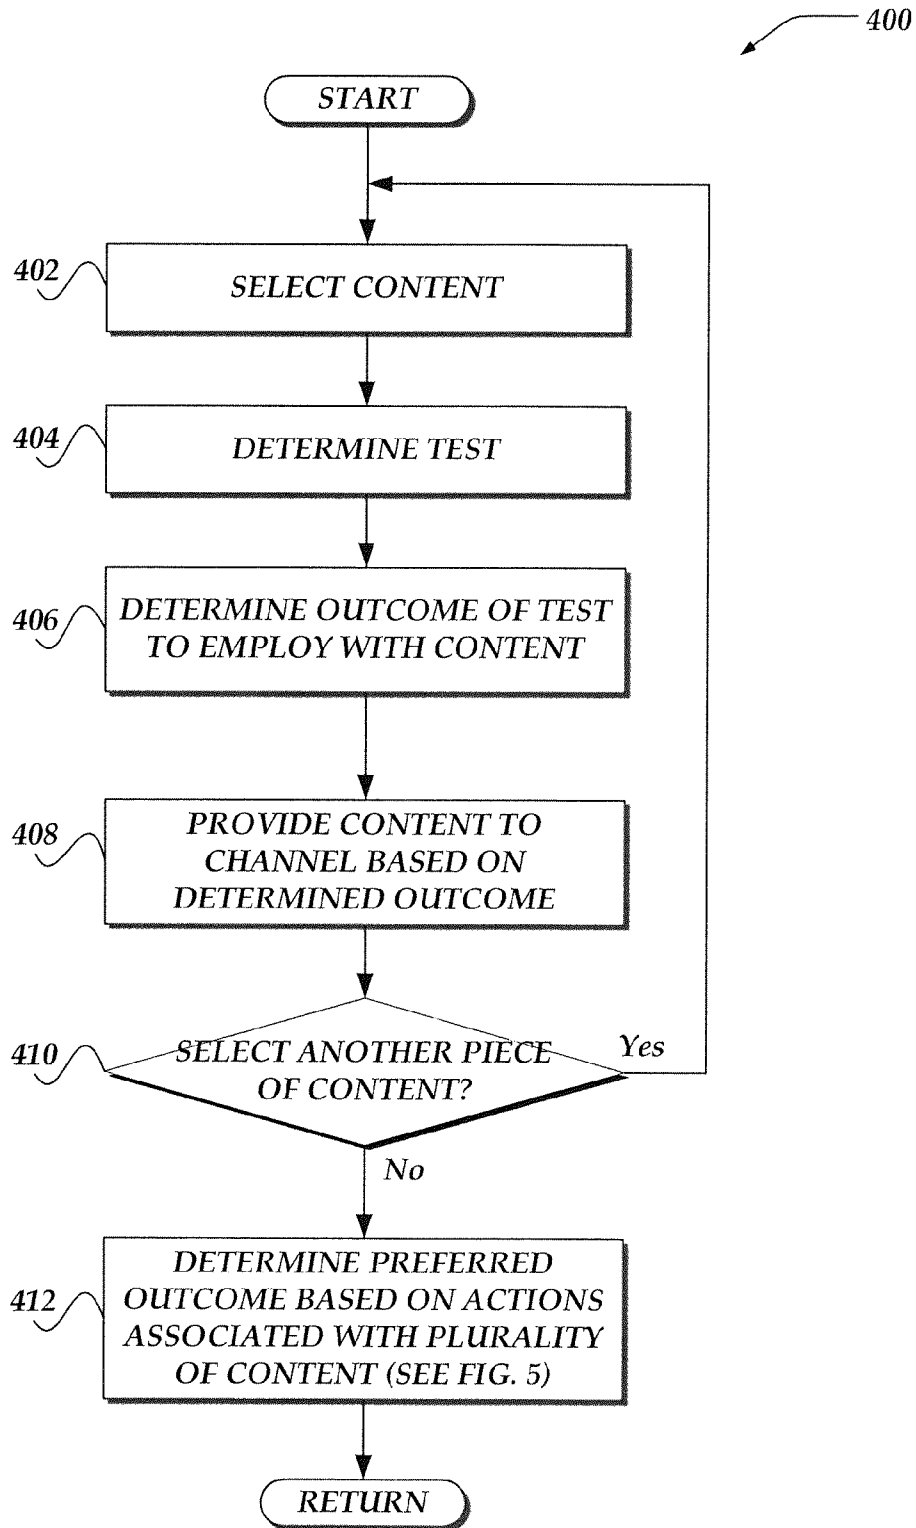 400
START
402
SELECT CONTENT
404
DETERMINE TEST
406
DETERMINE OUTCOME OF TEST
TO EMPLOY WITH CONTENT
408
PROVIDE CONTENT TO
CHANNEL BASED ON
DETERMINED OUTCOME
410
SELECT ANOTHER PIECE
OF CONTENT?
Yes
No
412
DETERMINE PREFERRED
OUTCOME BASED ON ACTIONS
ASSOCIATED WITH PLURALITY
OF CONTENT (SEE FIG. 5)
RETURN